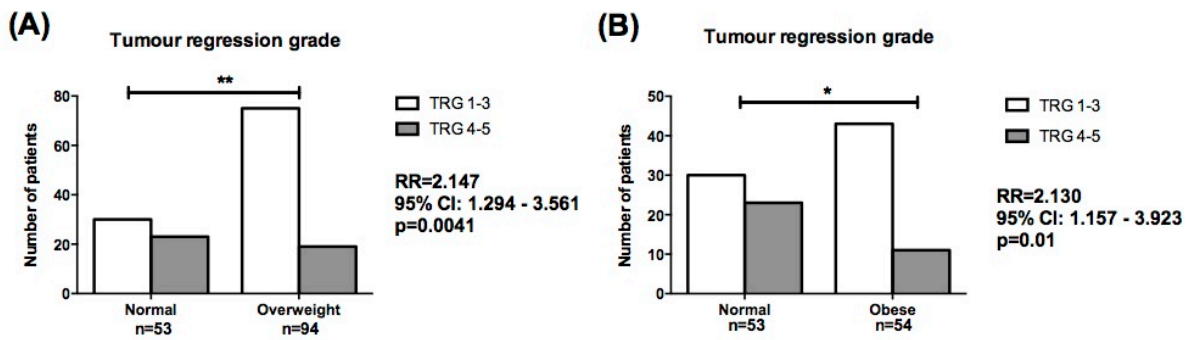 (A)
Tumour regression grade
**
80
60
40
20
0
Number of patients
Normal
n=53
Overweight
n=94
TRG 1-3
TRG 4-5
RR=2.147
95% CI: 1.294 - 3.561
p=0.0041
(B)
Tumour regression grade
*
50
40
30
20
10
0
Number of patients
Normal
n=53
Obese
n=54
TRG 1-3
TRG 4-5
RR=2.130
95% CI: 1.157 - 3.923
p=0.01